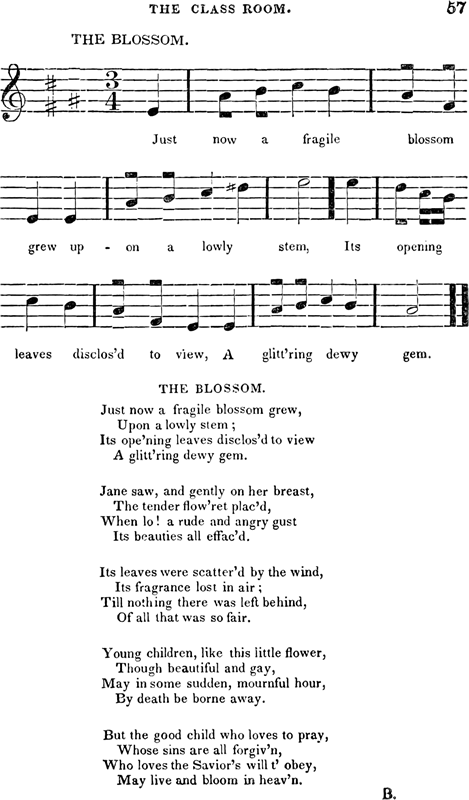 THE CLASS ROOM. 57
THE BLOSSOM.
3
4
Just now a fragile blossom
grew up - on a lowly stem, Its opening
leaves disclos'd to view, A glitt'ring dewy gem.
THE BLOSSOM.
Just now a fragile blossom grew,
Upon a lowly stem ;
Its ope'ning leaves disclos'd to view
A glitt'ring dewy gem.
Jane saw, and gently on her breast,
The tender flow'ret plac'd,
When lo! a rude and angry gust
Its beauties all effac'd.
Its leaves were scatter'd by the wind,
Its fragrance lost in air ;
Till nothing there was left behind,
Of all that was so fair.
Young children, like this little flower,
Though beautiful and gay,
May in some sudden, mournful hour,
By death be borne away.
But the good child who loves to pray,
Whose sins are all forgiv'n,
Who loves the Savior's will t' obey,
May live and bloom in heav'n.
B.